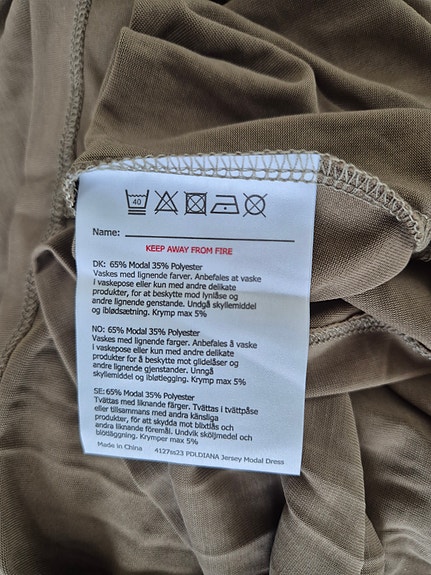 40
Name:
KEEP AWAY FROM FIRE
DK: 65% Modal 35% Polyester
Vaskes med lignende farver. Anbefales at vaske
i vaskepose eller kun med andre delikate
produkter, for at beskytte mod lynlåse og
andre lignende genstande. Undgå skyllemiddel
og iblødsætning. Krymp max 5%
NO: 65% Modal 35% Polyester
Vaskes med lignende farger. Anbefales å vaske
i vaskepose eller kun med andre delikate
produkter for å beskytte mot glidelåser og
andre lignende gjenstander. Unngå
skyllemiddel og ibløtlegging. Krymp max 5%
SE: 65% Modal 35% Polyester
Tvättas med liknande färger. Tvättas i tvättpåse
eller tillsammans med andra känsliga
produkter, för att skydda mot blixtlås och
andra liknande föremål. Undvik sköljmedel och
blötläggning. Krymper max 5%
Made in China 4127ss23 PDLDIANA Jersey Modal Dress